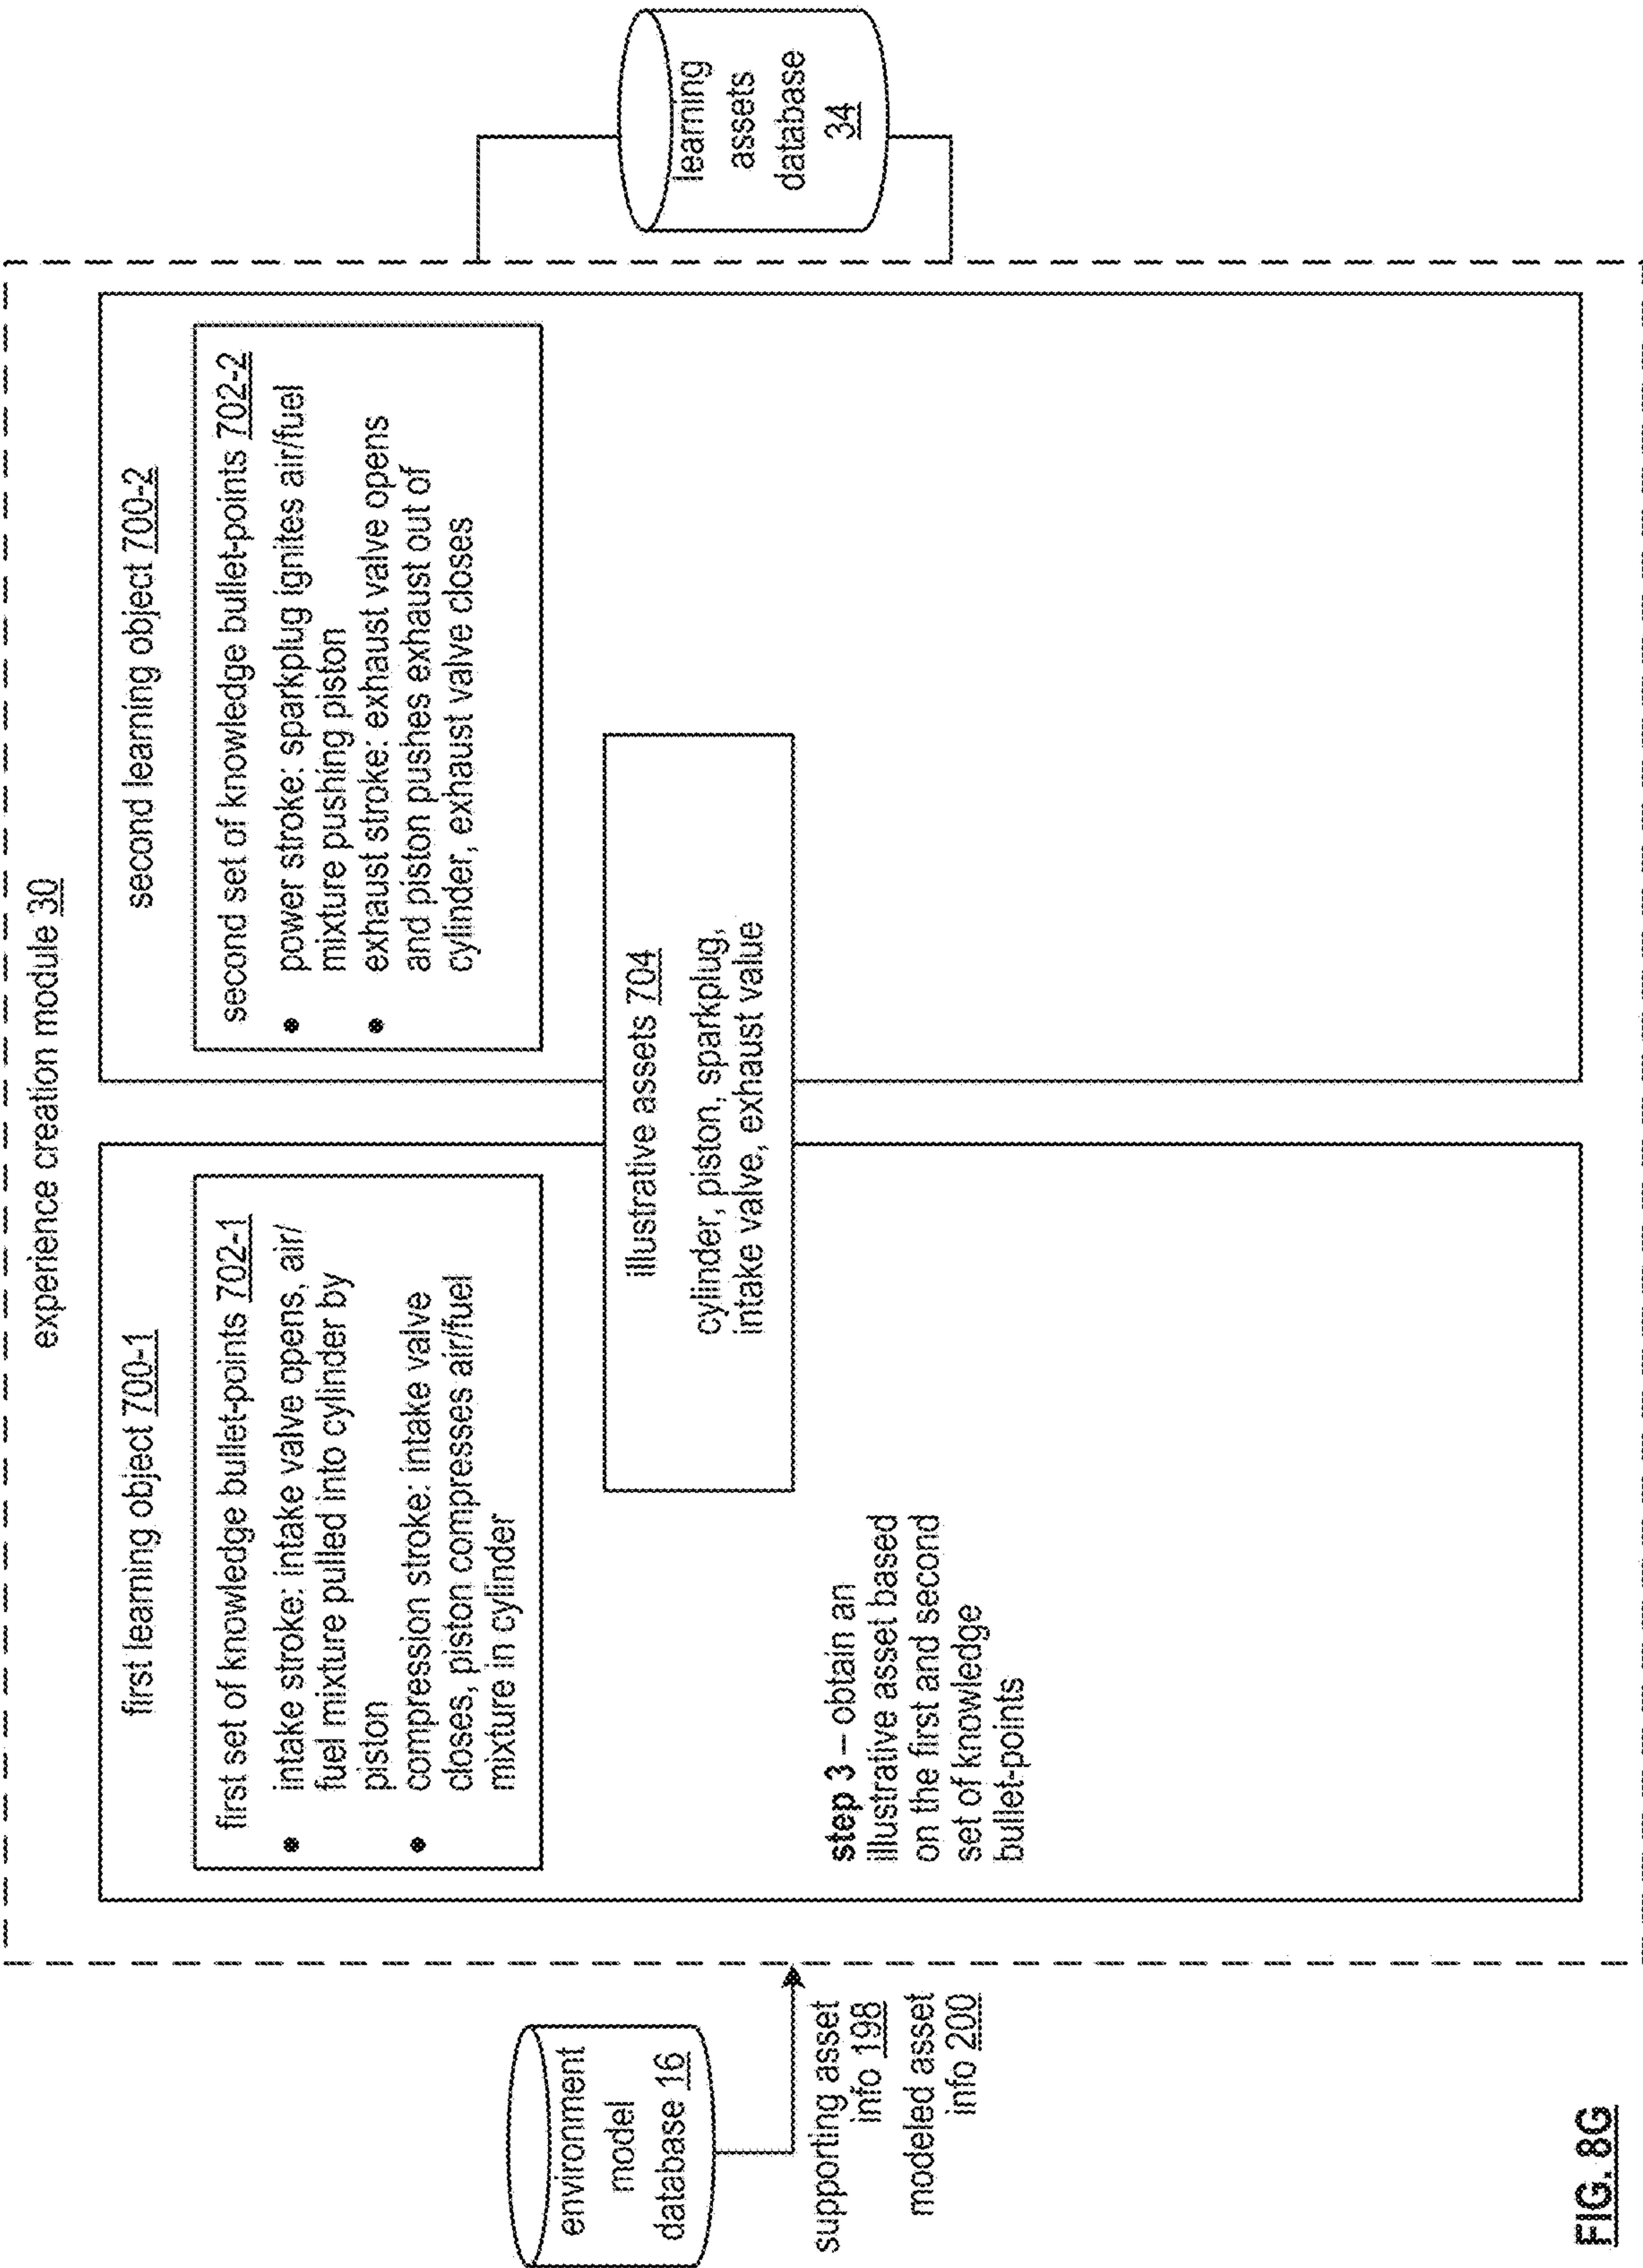 experience creation module 30
first learning object 700-1
first set of knowledge bullet-points 702-1
• intake stroke: intake valve opens, air/
fuel mixture pulled into cylinder by
piston
• compression stroke: intake valve
closes, piston compresses air/fuel
mixture in cylinder
second learning object 700-2
second set of knowledge bullet-points 702-2
• power stroke: sparkplug ignites air/fuel
mixture pushing piston
• exhaust stroke: exhaust valve opens
and piston pushes exhaust out of
cylinder, exhaust valve closes
illustrative assets 704
cylinder, piston, sparkplug,
intake valve, exhaust value
step 3 – obtain an
illustrative asset based
on the first and second
set of knowledge
bullet-points
environment
model
database 16
supporting asset
info 198
modeled asset
info 200
learning
assets
database
34
FIG. 8G